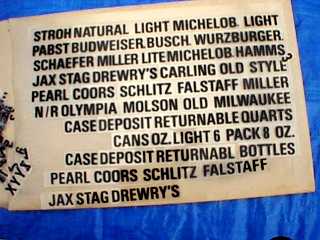 STROH NATURAL LIGHT MICHELOB. LIGHT
PABST BUDWEISER. BUSCH. WURZBURGER.
SCHAEFER MILLER LITE MICHELOB. HAMMS
JAX STAG DREWRY'S CARLING OLD STYLE
PEARL COORS SCHLITZ FALSTAFF MILLER
N/R OLYMPIA MOLSON OLD MILWAUKEE
CASE DEPOSIT RETURNABLE QUARTS
CANS OZ. LIGHT 6 PACK 8 OZ.
CASE DEPOSIT RETURNABL BOTTLES
PEARL COORS SCHLITZ FALSTAFF
JAX STAG DREWRY'S